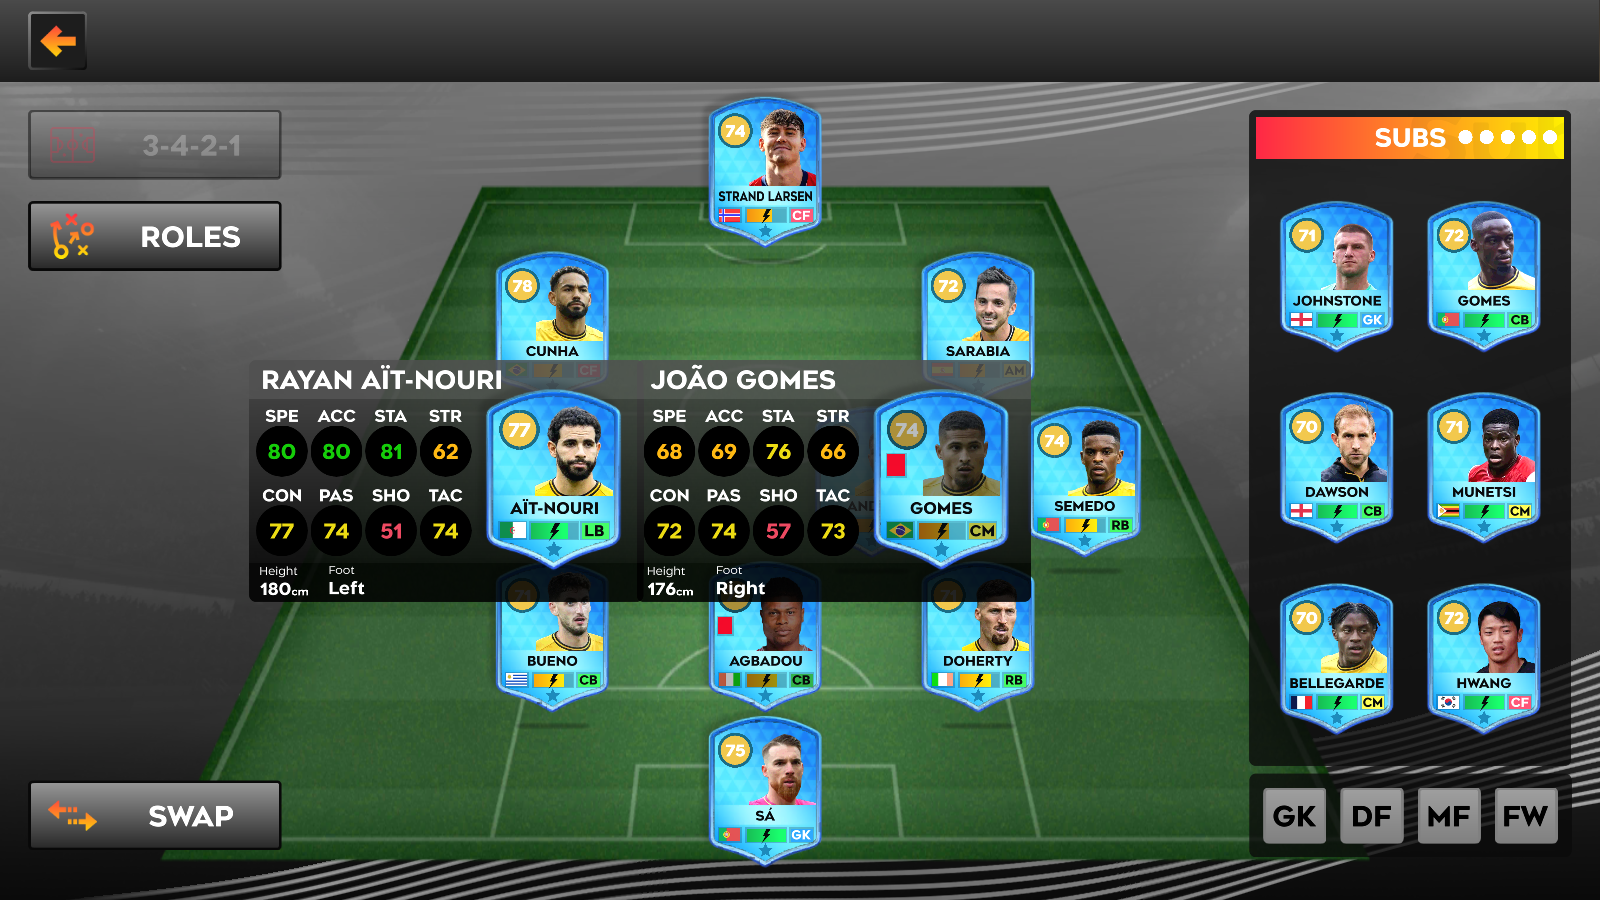 3-4-2-1
ROLES
SWAP
74
STRAND LARSEN
CF
78
CUNHA
CF
72
SARABIA
AM
RAYAN AÏT-NOURI
SPE ACC STA STR
80 80 81 62
CON PAS SHO TAC
77 74 51 74
Height Foot
180cm Left
77
AÏT-NOURI
LB
JOÃO GOMES
SPE ACC STA STR
68 69 76 66
CON PAS SHO TAC
72 74 57 73
Height Foot
176cm Right
74
GOMES
CM
74
SEMEDO
RB
71
BUENO
CB
AGBADOU
CB
71
DOHERTY
RB
75
SÁ
GK
SUBS
71
JOHNSTONE
GK
72
GOMES
CB
70
DAWSON
CB
71
MUNETSI
CM
70
BELLEGARDE
CM
72
HWANG
CF
GK DF MF FW